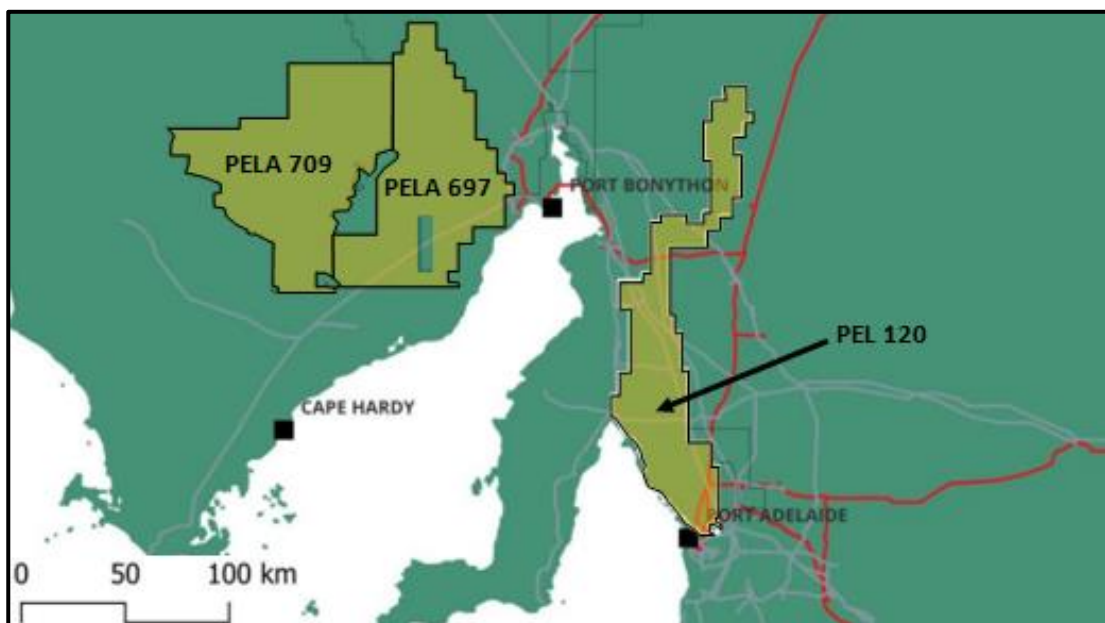 PELA 709
PELA 697
PORT BONYTHON
PEL 120
CAPE HARDY
PORT ADELAIDE
0 50 100 km